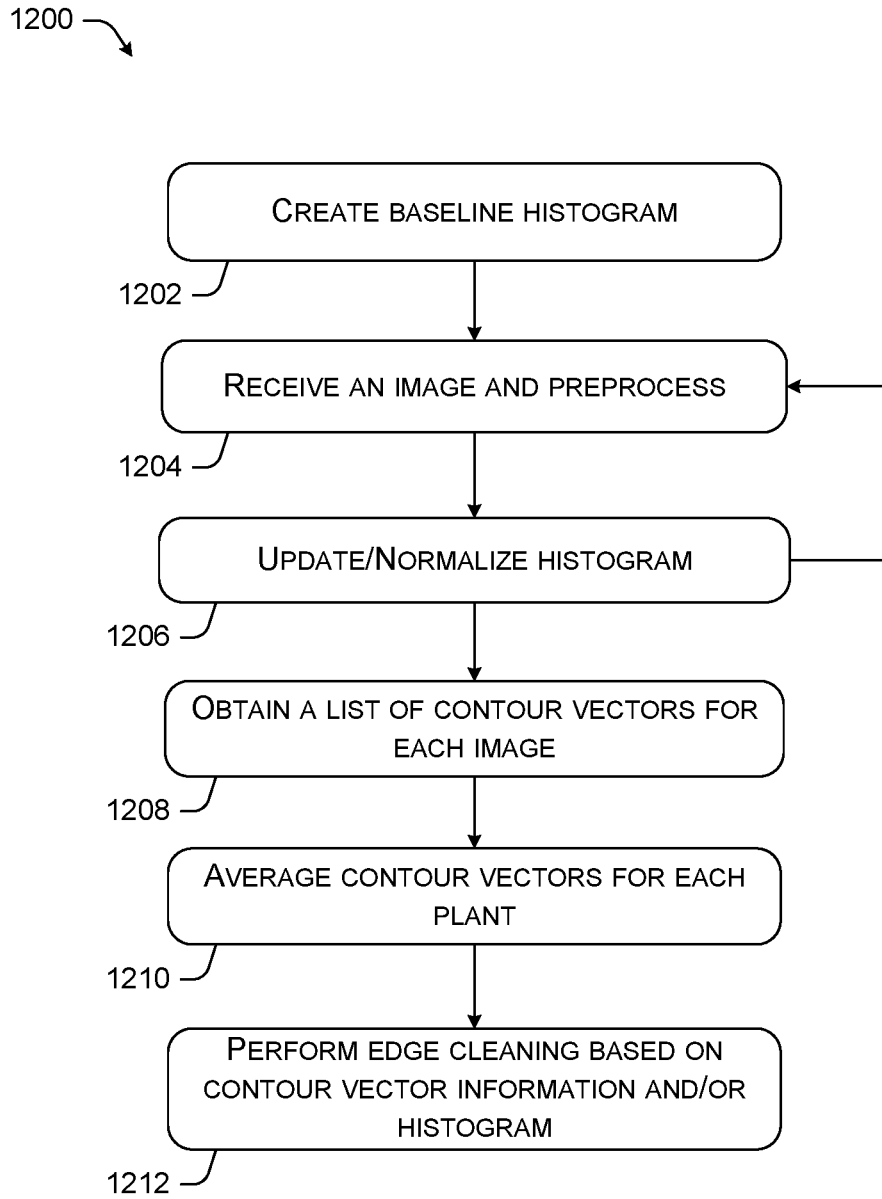 1200
CREATE BASELINE HISTOGRAM
1202
RECEIVE AN IMAGE AND PREPROCESS
1204
UPDATE/NORMALIZE HISTOGRAM
1206
OBTAIN A LIST OF CONTOUR VECTORS FOR
EACH IMAGE
1208
AVERAGE CONTOUR VECTORS FOR EACH
PLANT
1210
PERFORM EDGE CLEANING BASED ON
CONTOUR VECTOR INFORMATION AND/OR
HISTOGRAM
1212